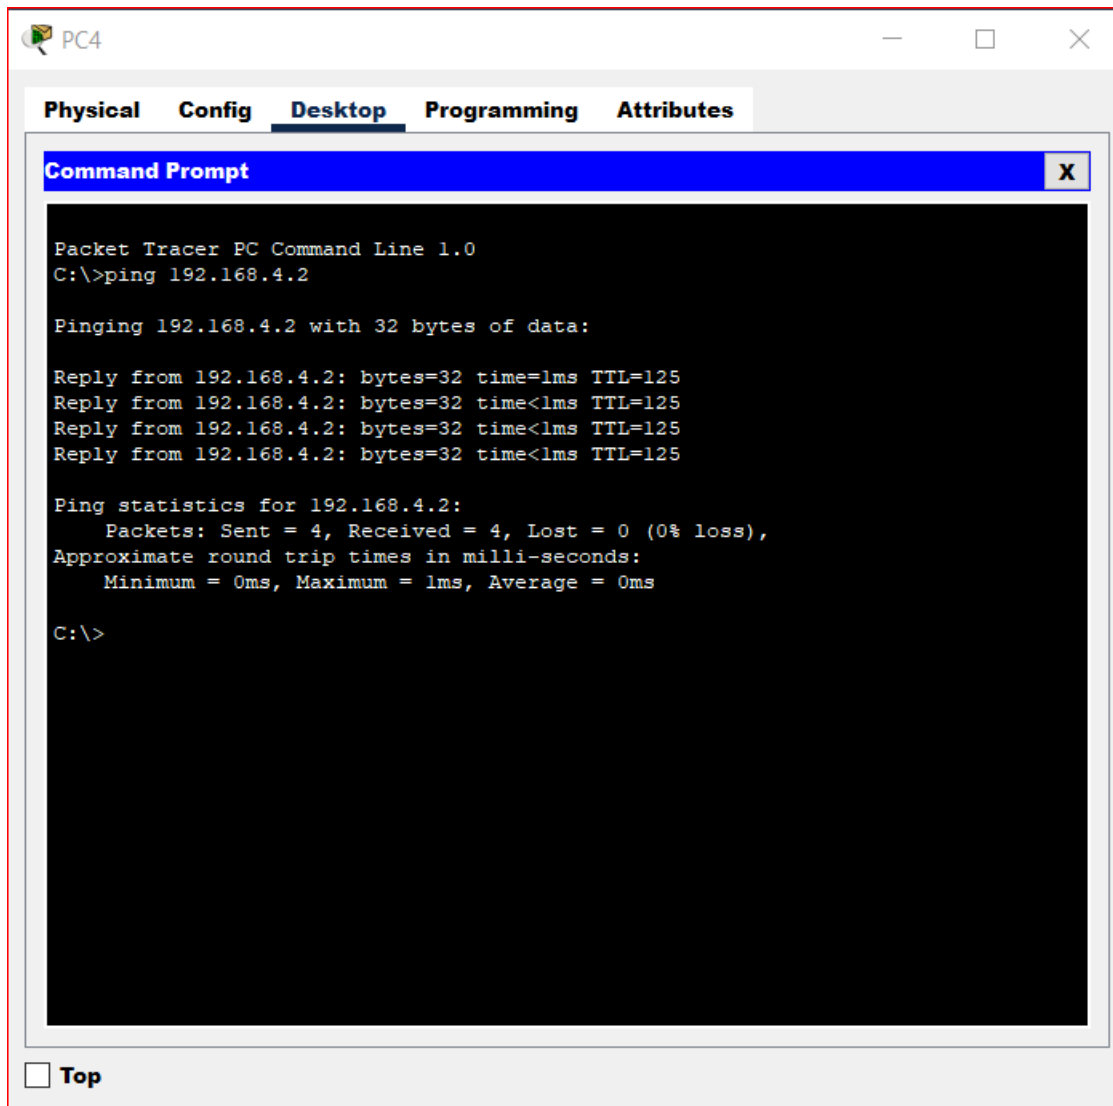 PC4
Physical Config Desktop Programming Attributes
Command Prompt X
Packet Tracer PC Command Line 1.0
C:\>ping 192.168.4.2
Pinging 192.168.4.2 with 32 bytes of data:
Reply from 192.168.4.2: bytes=32 time=1ms TTL=125
Reply from 192.168.4.2: bytes=32 time<1ms TTL=125
Reply from 192.168.4.2: bytes=32 time<1ms TTL=125
Reply from 192.168.4.2: bytes=32 time<1ms TTL=125
Ping statistics for 192.168.4.2:
    Packets: Sent = 4, Received = 4, Lost = 0 (0% loss),
Approximate round trip times in milli-seconds:
    Minimum = 0ms, Maximum = 1ms, Average = 0ms
C:\>
Top